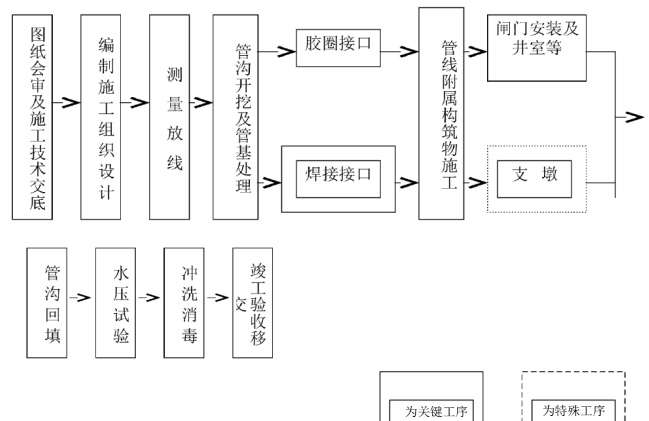 图纸会审及施工技术交底
编制施工组织设计
测量放线
管沟开挖及管基处理
胶圈接口
焊接接口
管线附属构筑物施工
闸门安装及
井室等
支 墩
管沟回填
水压试验
冲洗消毒
竣工验收移
交
为关键工序
为特殊工序